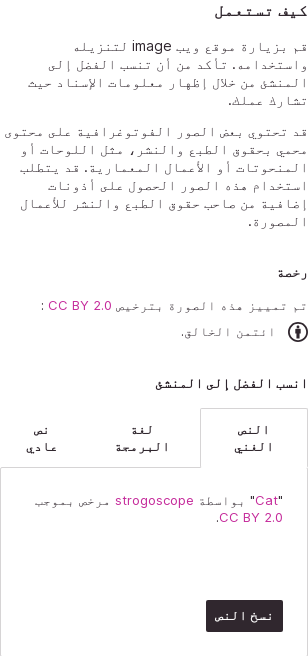 كيف تستعمل
قم بزيارة موقع ويب image لتنزيله
واستخدامه. تأكد من أن تنسب الفضل إلى
المنشئ من خلال إظهار معلومات الإسناد حيث
تشارك عملك.
قد تحتوي بعض الصور الفوتوغرافية على محتوى
محمي بحقوق الطبع والنشر، مثل اللوحات أو
المنحوتات أو الأعمال المعمارية. قد يتطلب
استخدام هذه الصور الحصول على أذونات
إضافية من صاحب حقوق الطبع والنشر للأعمال
المصورة.
رخصة
تم تمييز هذه الصورة بترخيص CC BY 2.0 :
ائتمن الخالق.
انسب الفضل إلى المنشئ
النص الغني
لغة البرمجة
نص عادي
"Cat" بواسطة strogoscope مرخص بموجب
CC BY 2.0.
نسخ النص